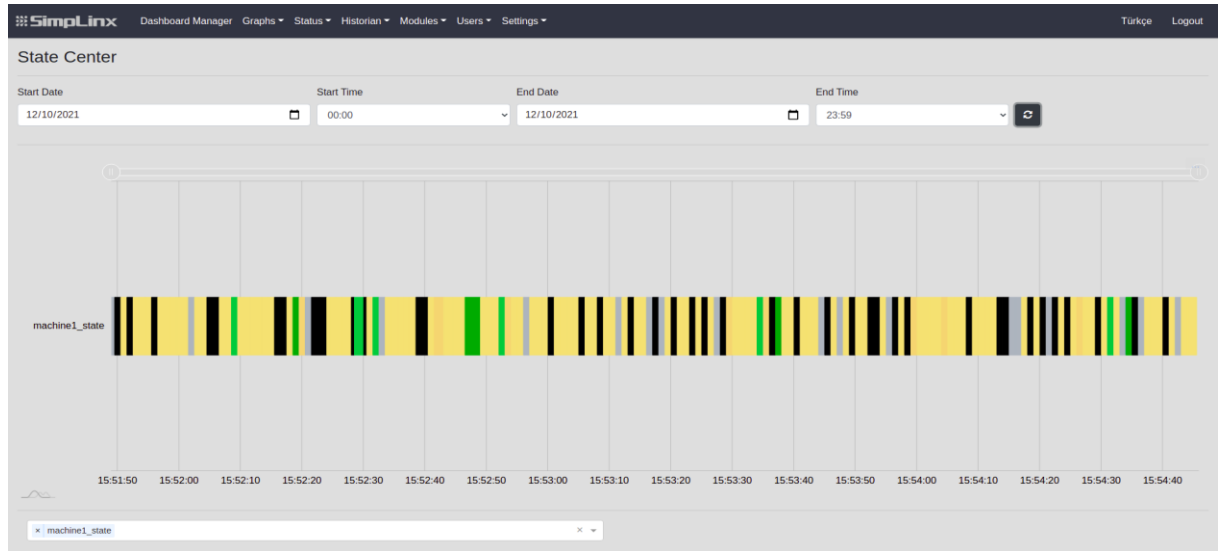 SimpLinx Dashboard Manager Graphs Status Historian Modules Users Settings Türkçe Logout
State Center
Start Date Start Time End Date End Time
12/10/2021 00:00 12/10/2021 23:59
machine1_state
15:51:50 15:52:00 15:52:10 15:52:20 15:52:30 15:52:40 15:52:50 15:53:00 15:53:10 15:53:20 15:53:30 15:53:40 15:53:50 15:54:00 15:54:10 15:54:20 15:54:30 15:54:40
× machine1_state ×